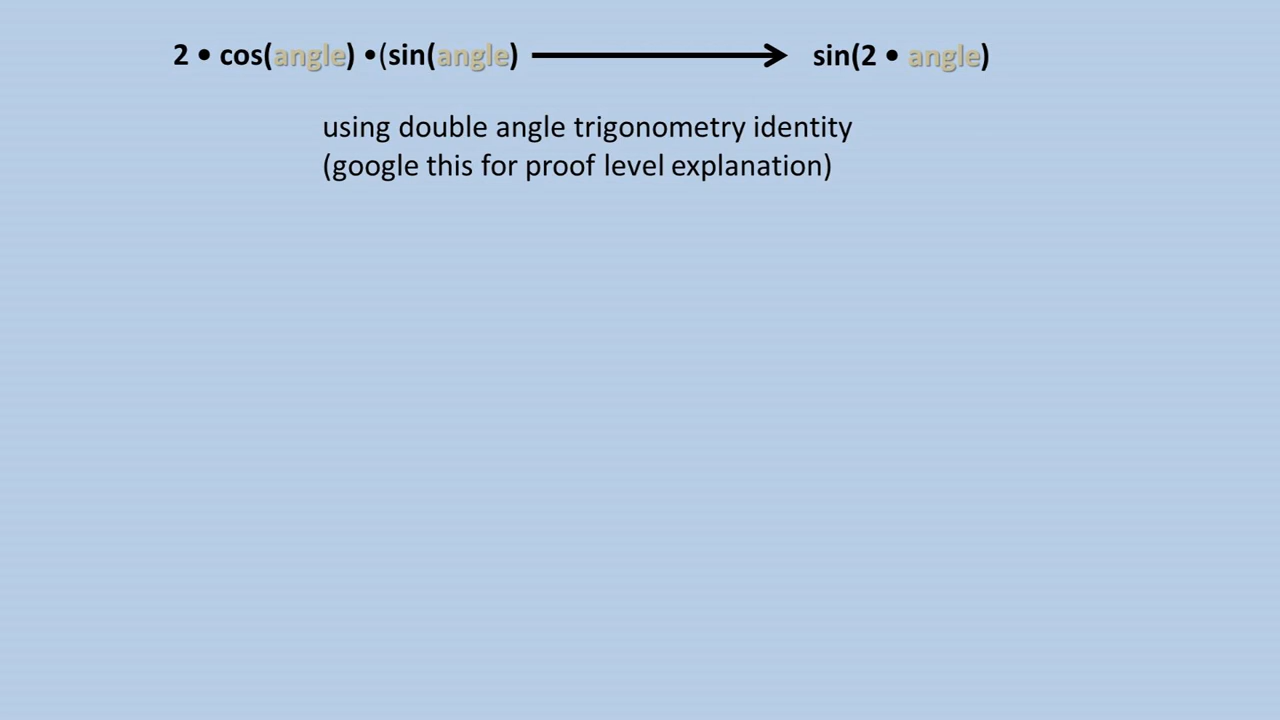 2 • cos(angle) •(sin(angle) sin(2 • angle)
using double angle trigonometry identity
(google this for proof level explanation)